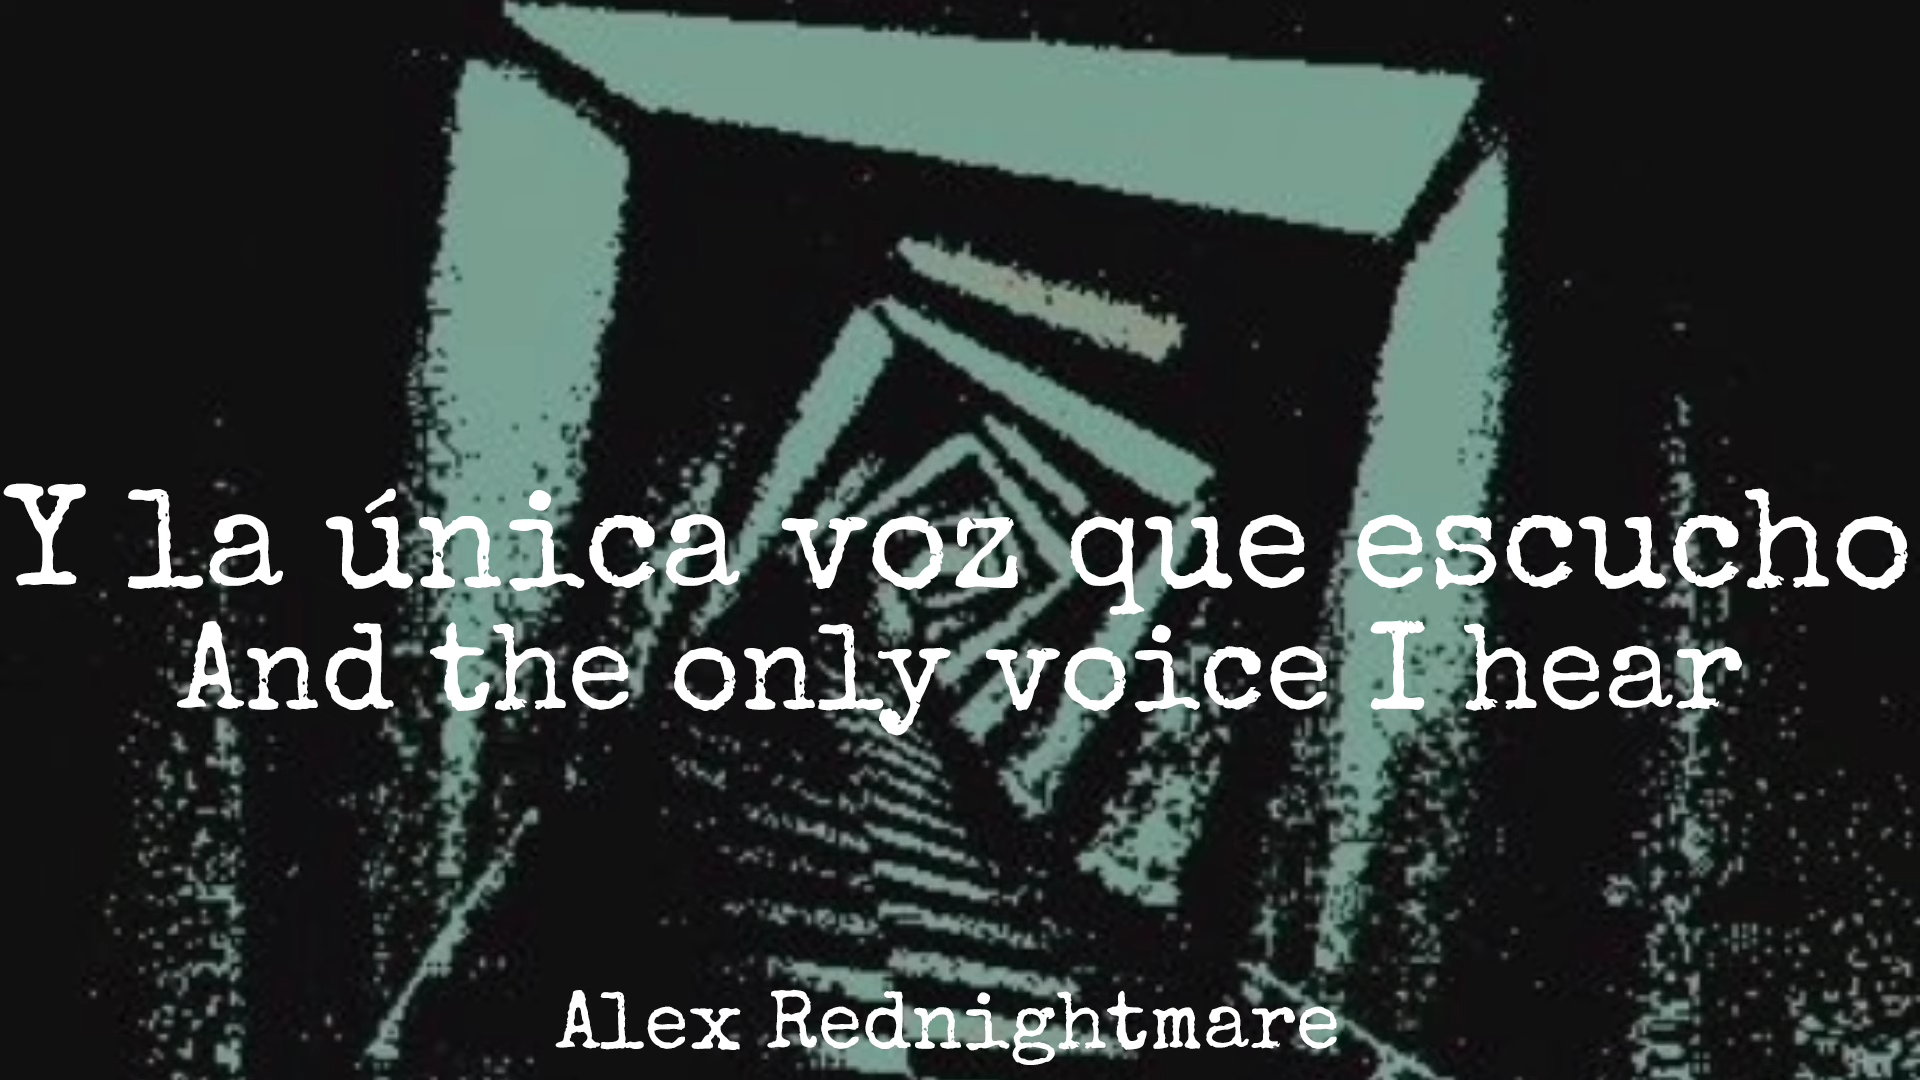 Y la única voz que escucho
And the only voice I hear
Alex Rednightmare